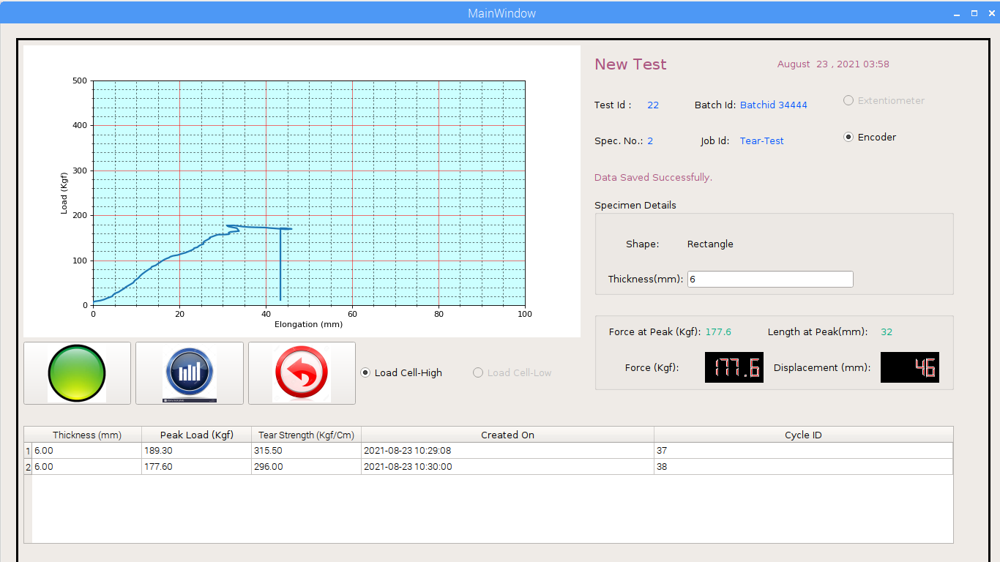 MainWindow
New Test
August 23 , 2021 03:58
Test Id : 22 Batch Id: Batchid 34444
Extentiometer
Spec. No.: 2 Job Id: Tear-Test
Encoder
Data Saved Successfully.
Specimen Details
Shape: Rectangle
Thickness(mm): 6
Force at Peak (Kgf): 177.6 Length at Peak(mm): 32
Force (Kgf): 177.6 Displacement (mm): 46
500
400
300
200
100
0
Load (Kgf)
0 20 40 60 80 100
Elongation (mm)
Load Cell-High Load Cell-Low
Thickness (mm) Peak Load (Kgf) Tear Strength (Kgf/Cm) Created On Cycle ID
1 6.00 189.30 315.50 2021-08-23 10:29:08 37
2 6.00 177.60 296.00 2021-08-23 10:30:00 38